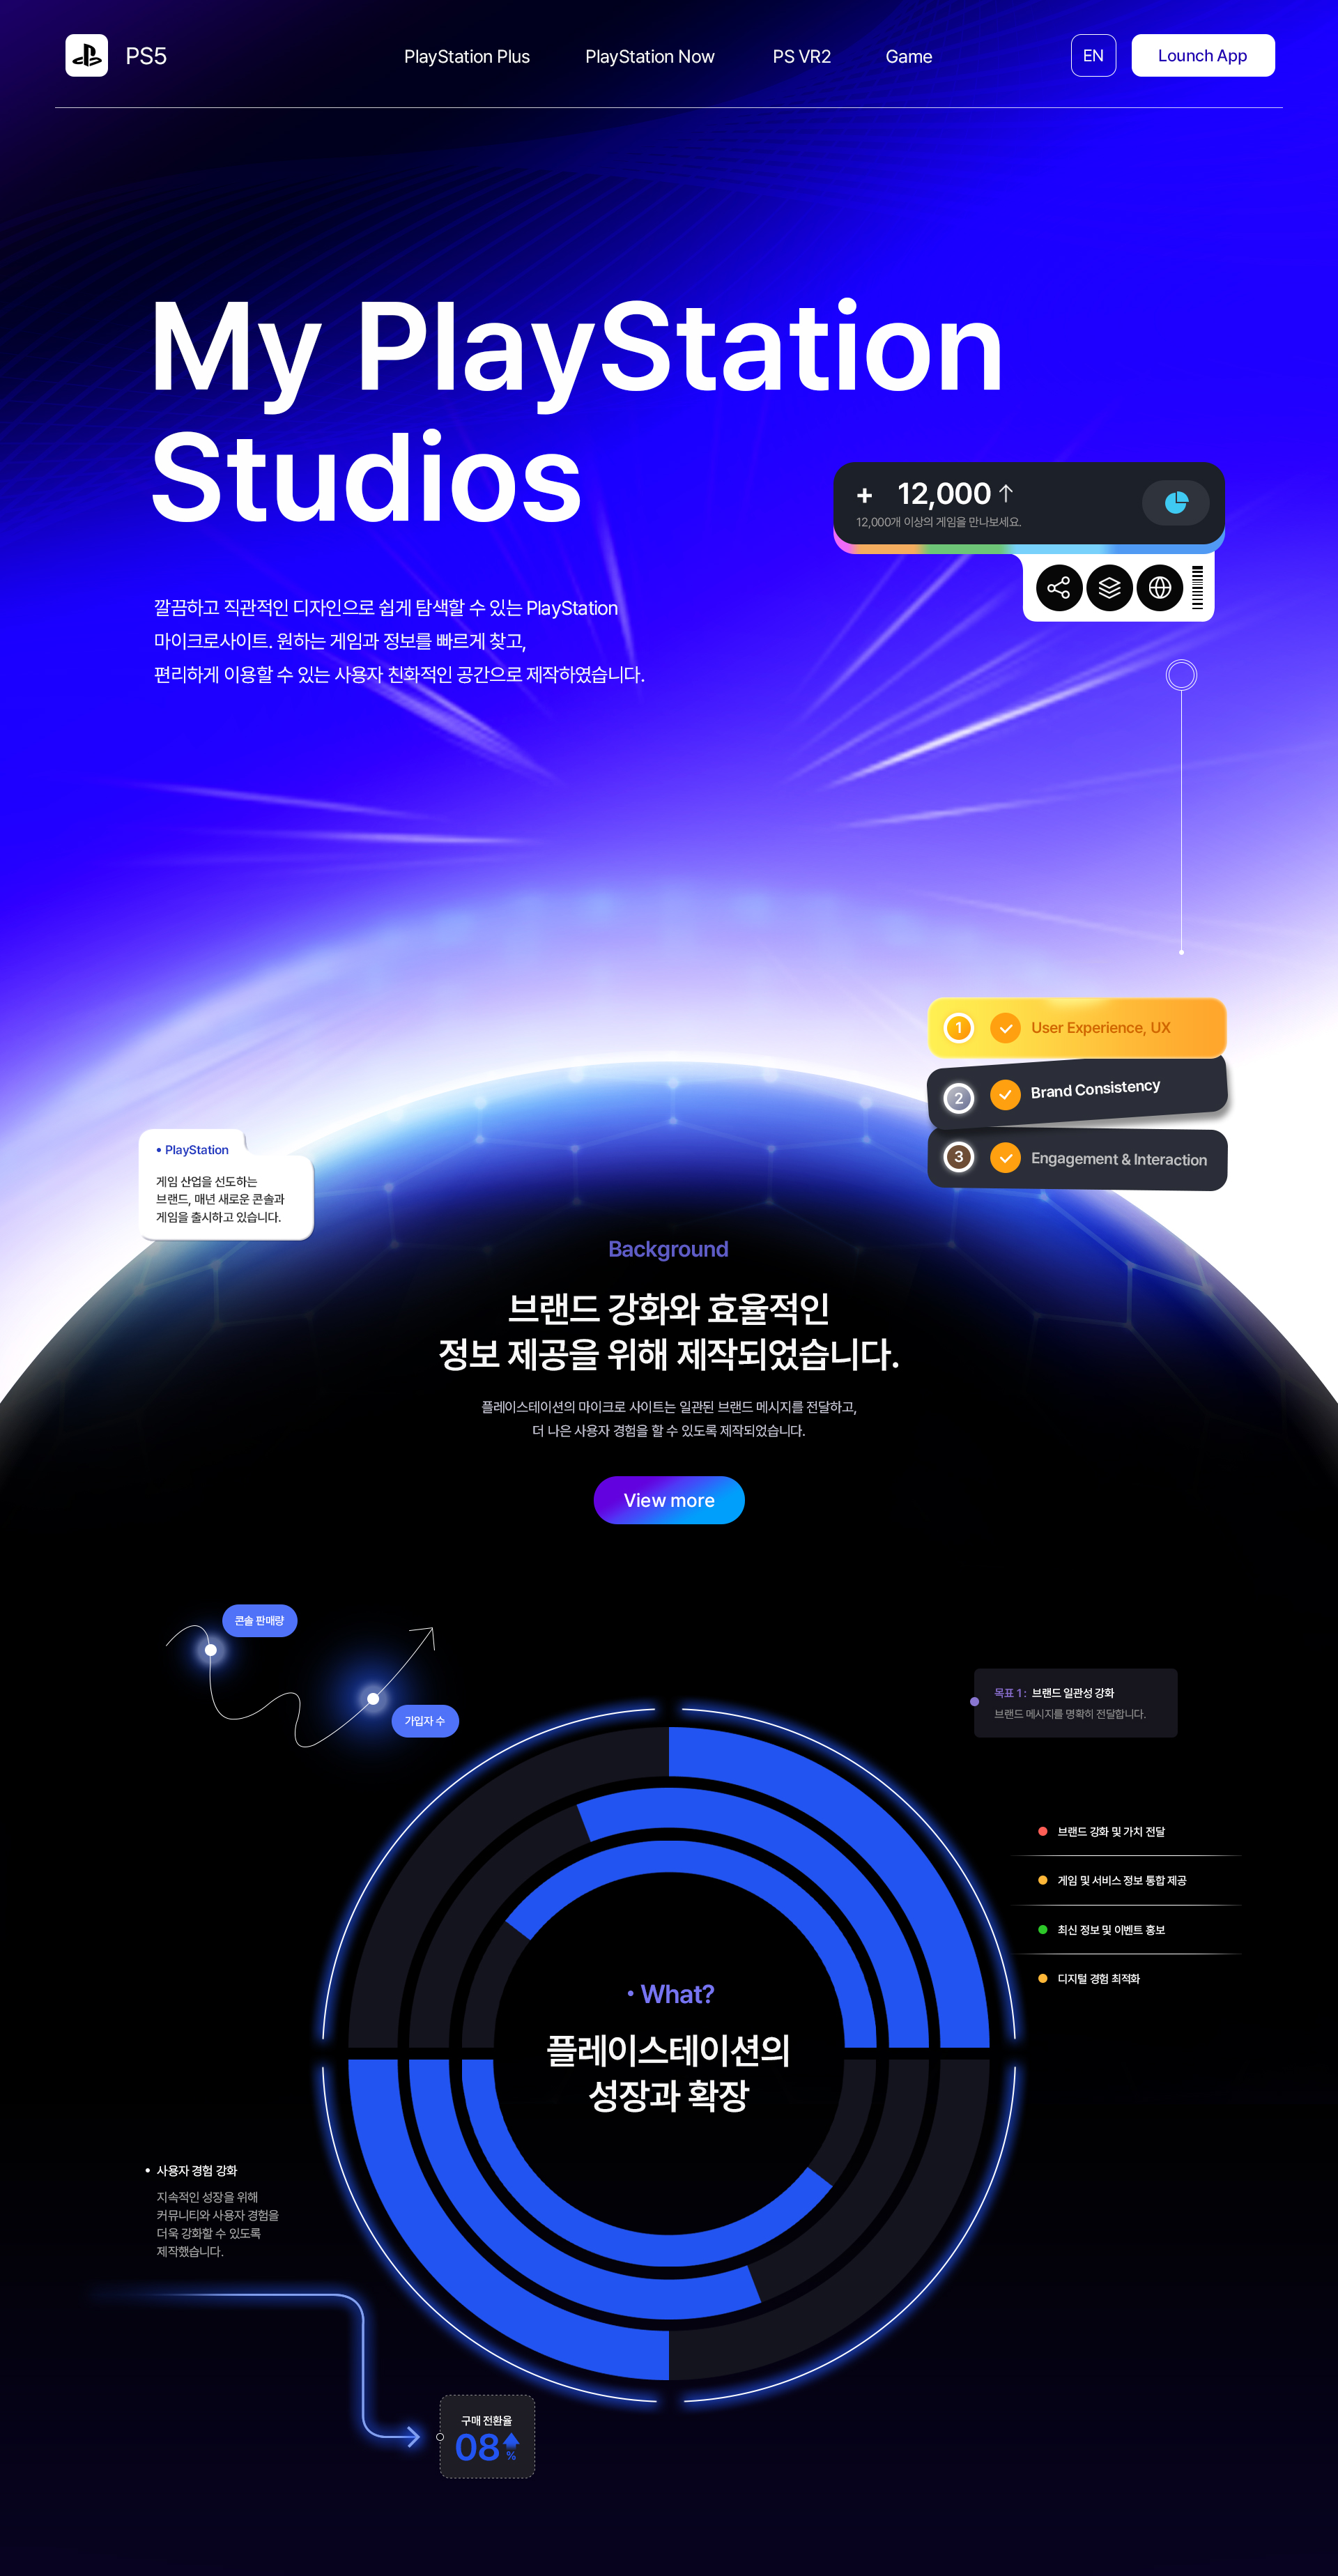 PS5
PlayStation Plus
PlayStation Now
PS VR2
Game
EN
Lounch App
My PlayStation
Studios
+ 12,000
12,000개 이상의 게임을 만나보세요.
깔끔하고 직관적인 디자인으로 쉽게 탐색할 수 있는 PlayStation
마이크로사이트. 원하는 게임과 정보를 빠르게 찾고,
편리하게 이용할 수 있는 사용자 친화적인 공간으로 제작하였습니다.
1 User Experience, UX
2 Brand Consistency
3 Engagement & Interaction
• PlayStation
게임 산업을 선도하는
브랜드, 매년 새로운 콘솔과
게임을 출시하고 있습니다.
Background
브랜드 강화와 효율적인
정보 제공을 위해 제작되었습니다.
플레이스테이션의 마이크로 사이트는 일관된 브랜드 메시지를 전달하고,
더 나은 사용자 경험을 할 수 있도록 제작되었습니다.
View more
콘솔 판매량
가입자 수
목표 1 : 브랜드 일관성 강화
브랜드 메시지를 명확히 전달합니다.
브랜드 강화 및 가치 전달
게임 및 서비스 정보 통합 제공
최신 정보 및 이벤트 홍보
디지털 경험 최적화
• What?
플레이스테이션의
성장과 확장
• 사용자 경험 강화
지속적인 성장을 위해
커뮤니티와 사용자 경험을
더욱 강화할 수 있도록
제작했습니다.
구매 전환율
08 %